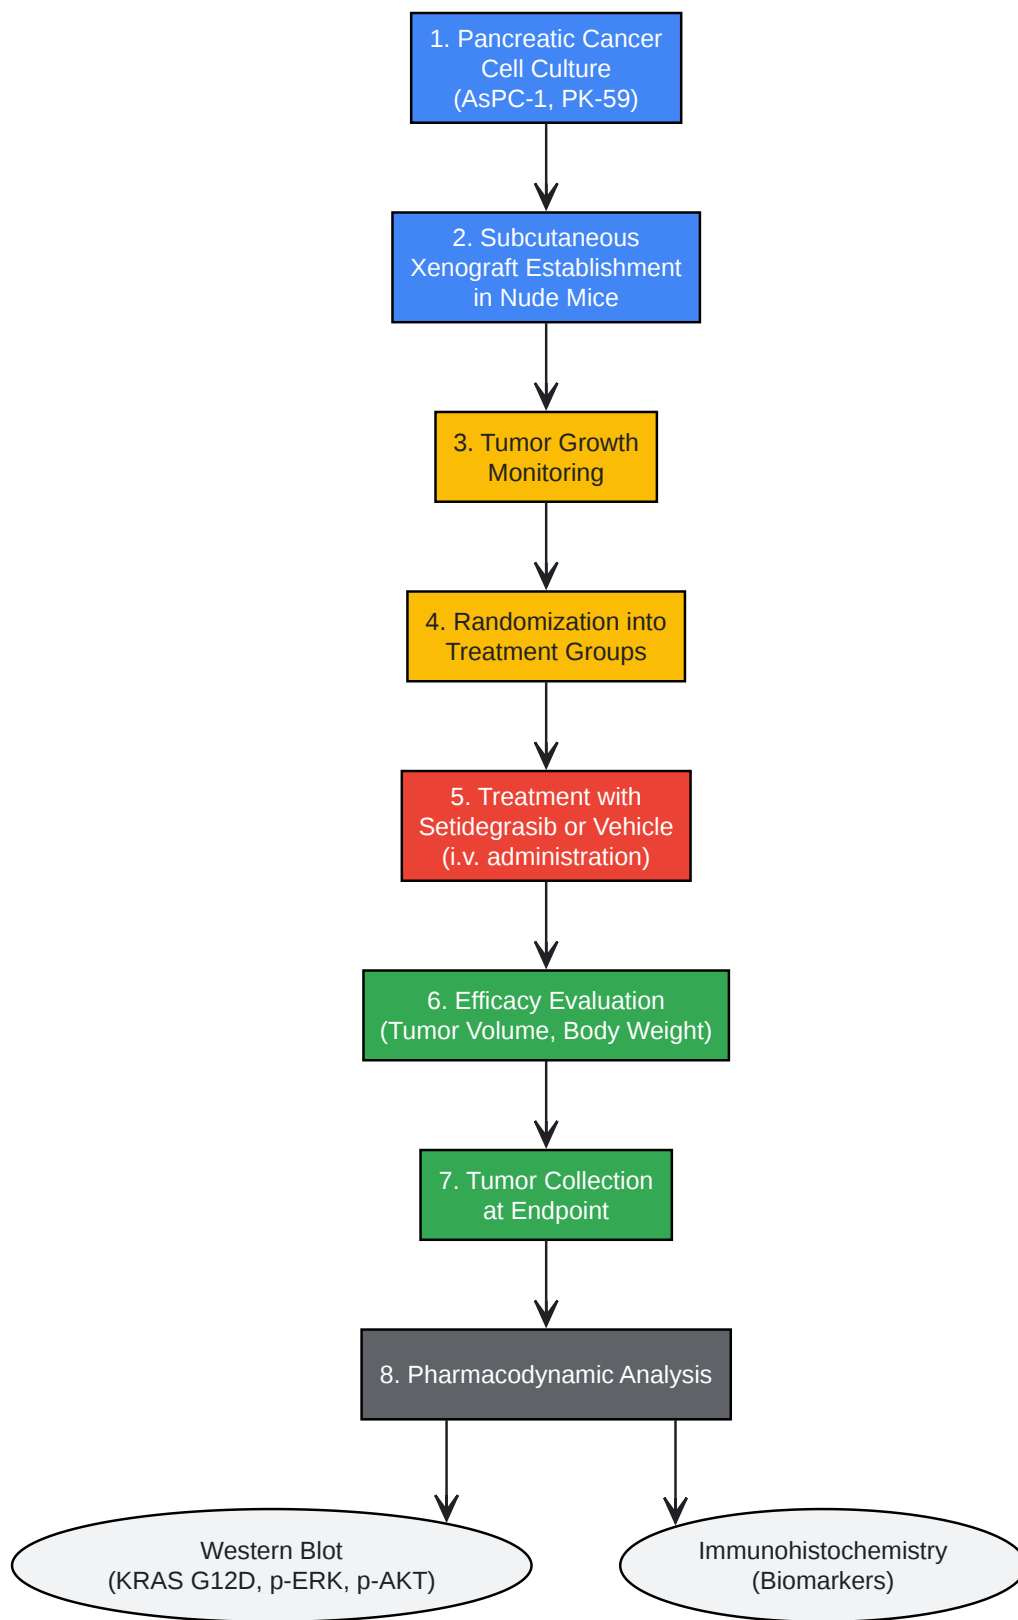 1. Pancreatic Cancer
Cell Culture
(AsPC-1, PK-59)
2. Subcutaneous
Xenograft Establishment
in Nude Mice
3. Tumor Growth
Monitoring
4. Randomization into
Treatment Groups
5. Treatment with
Setidegrasib or Vehicle
(i.v. administration)
6. Efficacy Evaluation
(Tumor Volume, Body Weight)
7. Tumor Collection
at Endpoint
8. Pharmacodynamic Analysis
Western Blot
(KRAS G12D, p-ERK, p-AKT)
Immunohistochemistry
(Biomarkers)